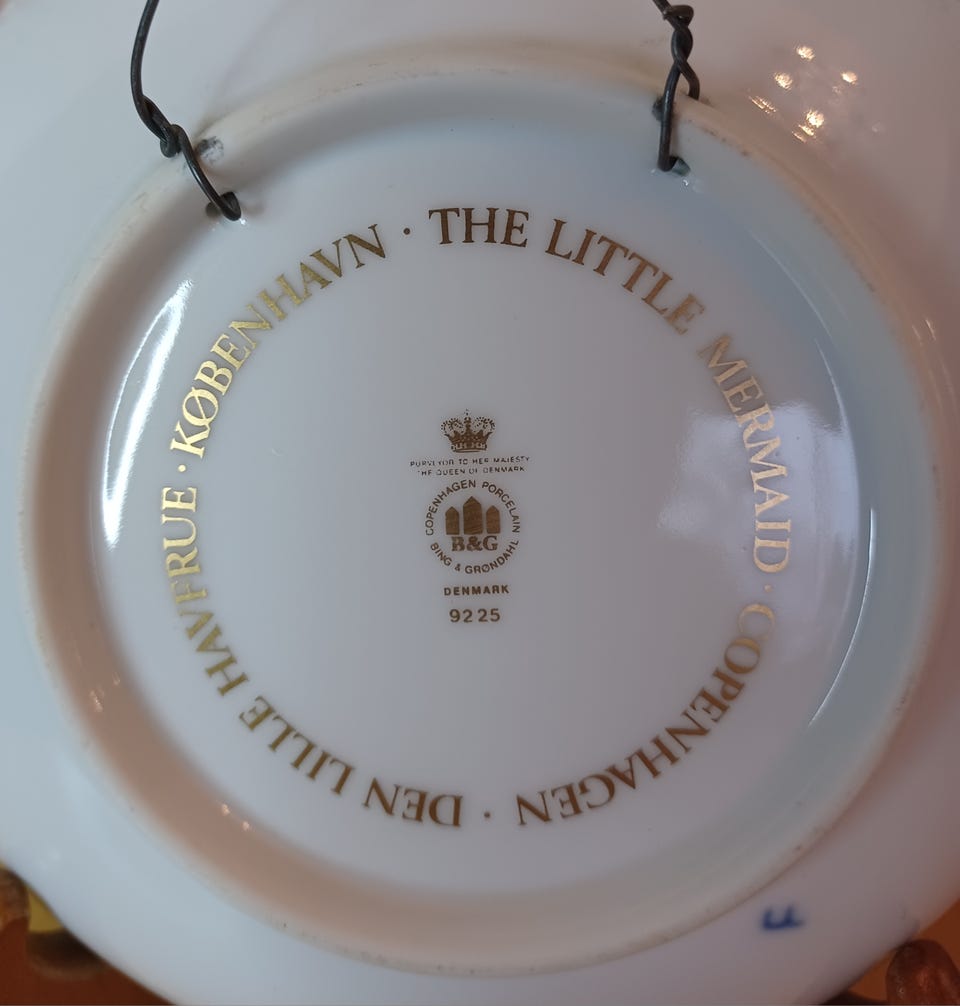 THE LITTLE MERMAID · COPENHAGEN · DEN LILLE HAVFRUE · KØBENHAVN ·
PURVEYOR TO HER MAJESTY
THE QUEEN OF DENMARK
COPENHAGEN PORCELAIN
B&G
BING & GRØNDAHL
DENMARK
9225
F